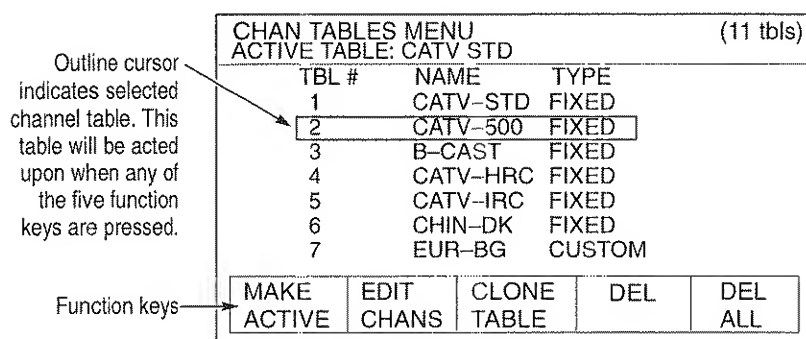 CHAN TABLES MENU (11 tbls)
ACTIVE TABLE: CATV STD
TBL # NAME TYPE
1 CATV–STD FIXED
2 CATV–500 FIXED
3 B–CAST FIXED
4 CATV–HRC FIXED
5 CATV–IRC FIXED
6 CHIN–DK FIXED
7 EUR–BG CUSTOM
MAKE ACTIVE
EDIT CHANS
CLONE TABLE
DEL
DEL ALL
Outline cursor
indicates selected
channel table. This
table will be acted
upon when any of
the five function
keys are pressed.
Function keys